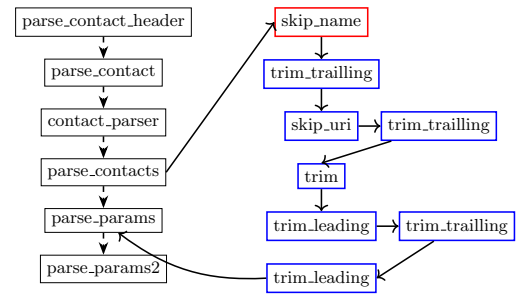 parse_contact_header
skip_name
parse_contact
trim_trailling
contact_parser
skip_uri
trim_trailling
parse_contacts
trim
parse_params
trim_leading
trim_trailling
parse_params2
trim_leading